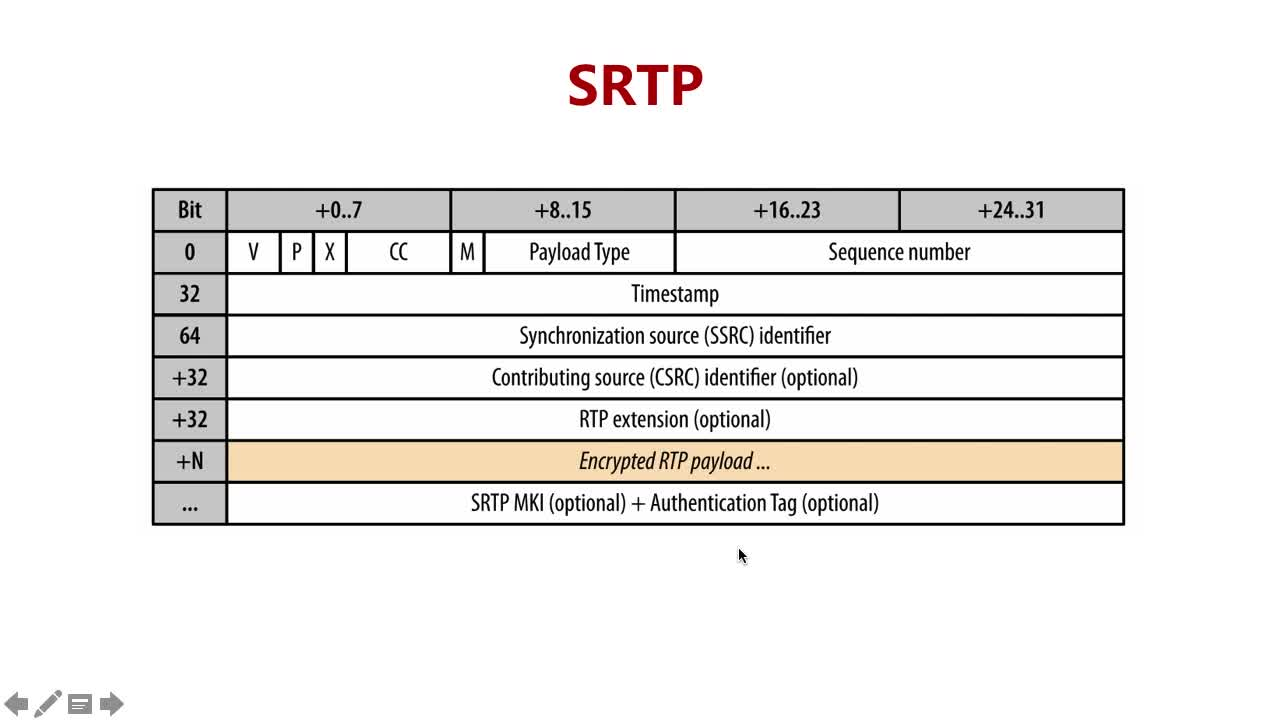 SRTP
Bit +0..7 +8..15 +16..23 +24..31
0 V P X CC M Payload Type Sequence number
32 Timestamp
64 Synchronization source (SSRC) identifier
+32 Contributing source (CSRC) identifier (optional)
+32 RTP extension (optional)
+N Encrypted RTP payload ...
... SRTP MKI (optional) + Authentication Tag (optional)